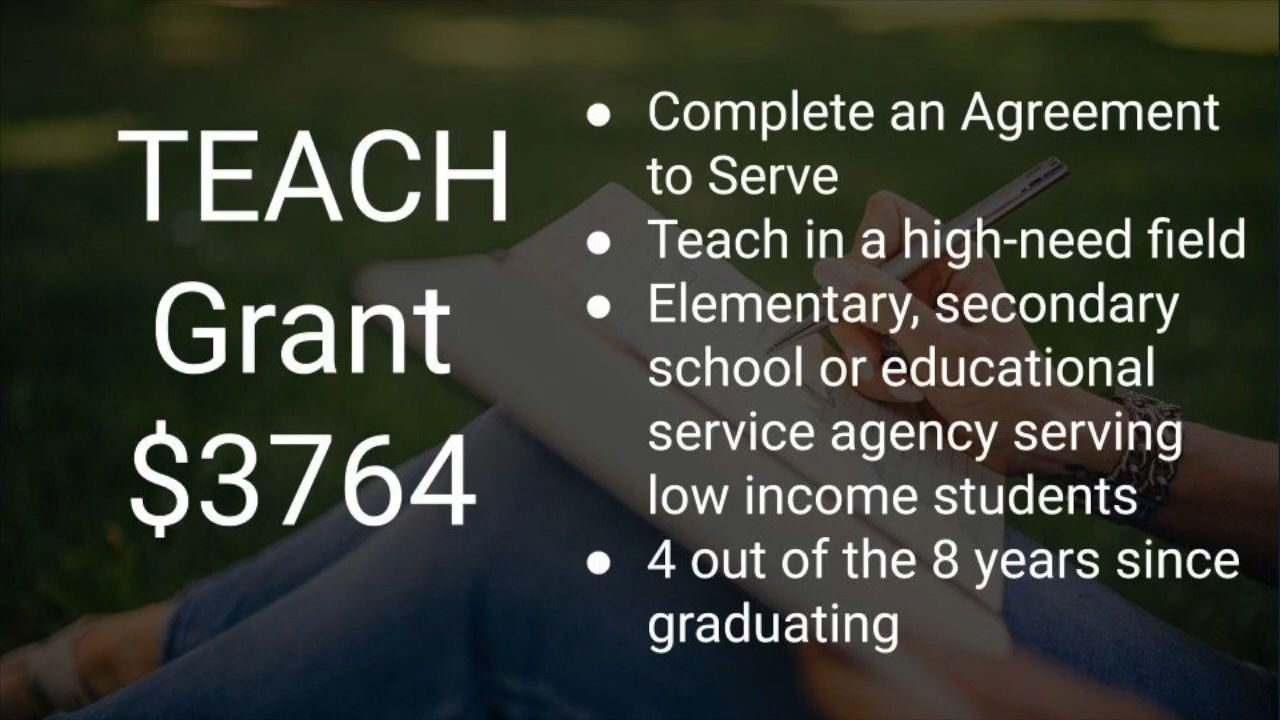 TEACH
Grant
$3764
● Complete an Agreement
to Serve
● Teach in a high-need field
● Elementary, secondary
school or educational
service agency serving
low income students
● 4 out of the 8 years since
graduating